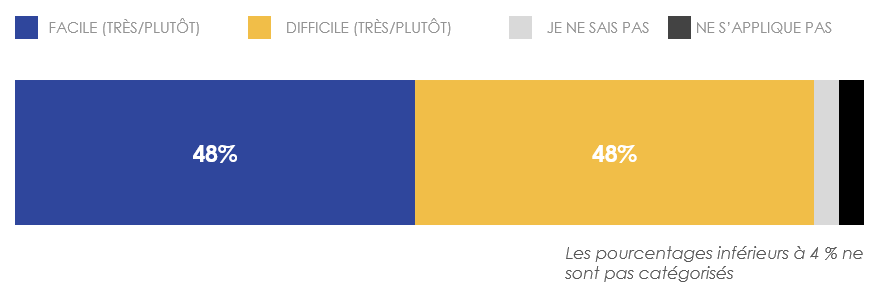 FACILE (TRÈS/PLUTÔT) DIFFICILE (TRÈS/PLUTÔT) JE NE SAIS PAS NE S'APPLIQUE PAS
48% 48%
Les pourcentages inférieurs à 4 % ne
sont pas catégorisés